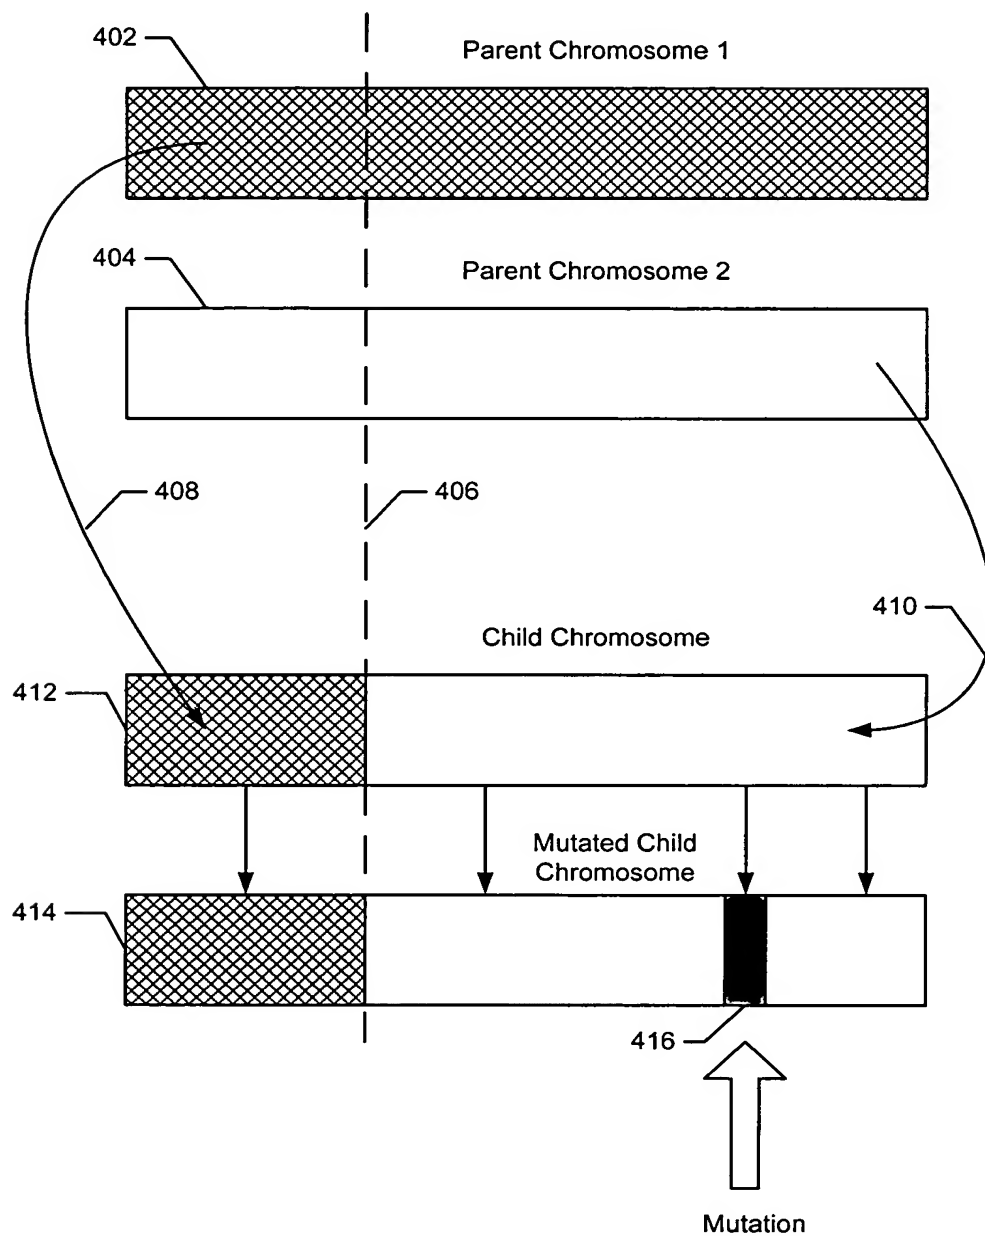 402
Parent Chromosome 1
404
Parent Chromosome 2
408
406
410
Child Chromosome
412
Mutated Child
Chromosome
414
416
Mutation